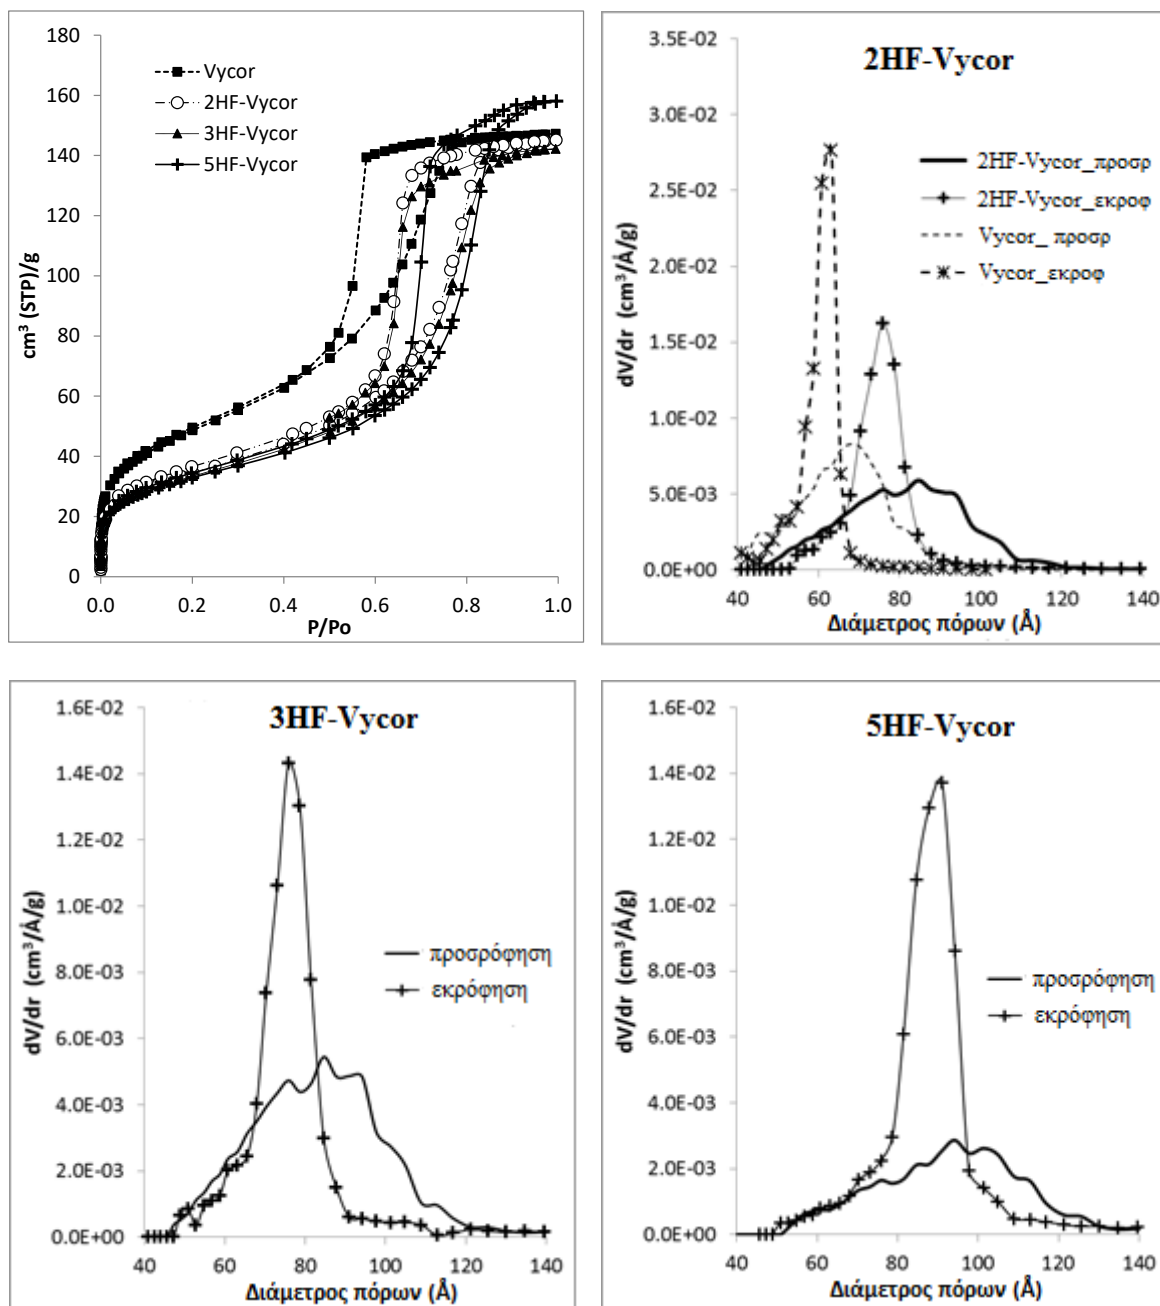 180
160
140
120
100
80
60
40
20
0
cm³ (STP)/g
Vycor
2HF-Vycor
3HF-Vycor
5HF-Vycor
0.0 0.2 0.4 0.6 0.8 1.0
P/Po
2HF-Vycor
3.5E-02
3.0E-02
2.5E-02
2.0E-02
1.5E-02
1.0E-02
5.0E-03
0.0E+00
dV/dr (cm³/Å/g)
2HF-Vycor_προσρ
2HF-Vycor_εκροφ
Vycor_ προσρ
Vycor_εκροφ
40 60 80 100 120 140
Διάμετρος πόρων (Å)
3HF-Vycor
1.6E-02
1.4E-02
1.2E-02
1.0E-02
8.0E-03
6.0E-03
4.0E-03
2.0E-03
0.0E+00
dV/dr (cm³/Å/g)
προσρόφηση
εκρόφηση
40 60 80 100 120 140
Διάμετρος πόρων (Å)
5HF-Vycor
1.6E-02
1.4E-02
1.2E-02
1.0E-02
8.0E-03
6.0E-03
4.0E-03
2.0E-03
0.0E+00
dV/dr (cm³/Å/g)
προσρόφηση
εκρόφηση
40 60 80 100 120 140
Διάμετρος πόρων (Å)